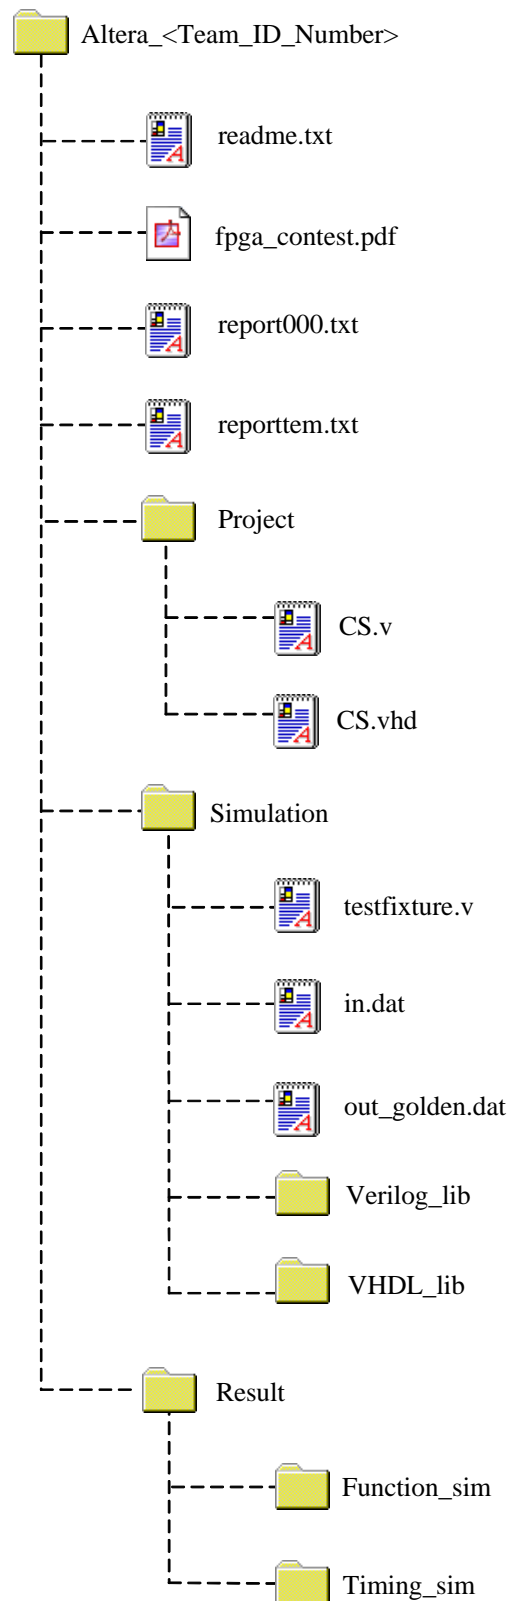 Altera_<Team_ID_Number>
readme.txt
fpga_contest.pdf
report000.txt
reporttem.txt
Project
CS.v
CS.vhd
Simulation
testfixture.v
in.dat
out_golden.dat
Verilog_lib
VHDL_lib
Result
Function_sim
Timing_sim